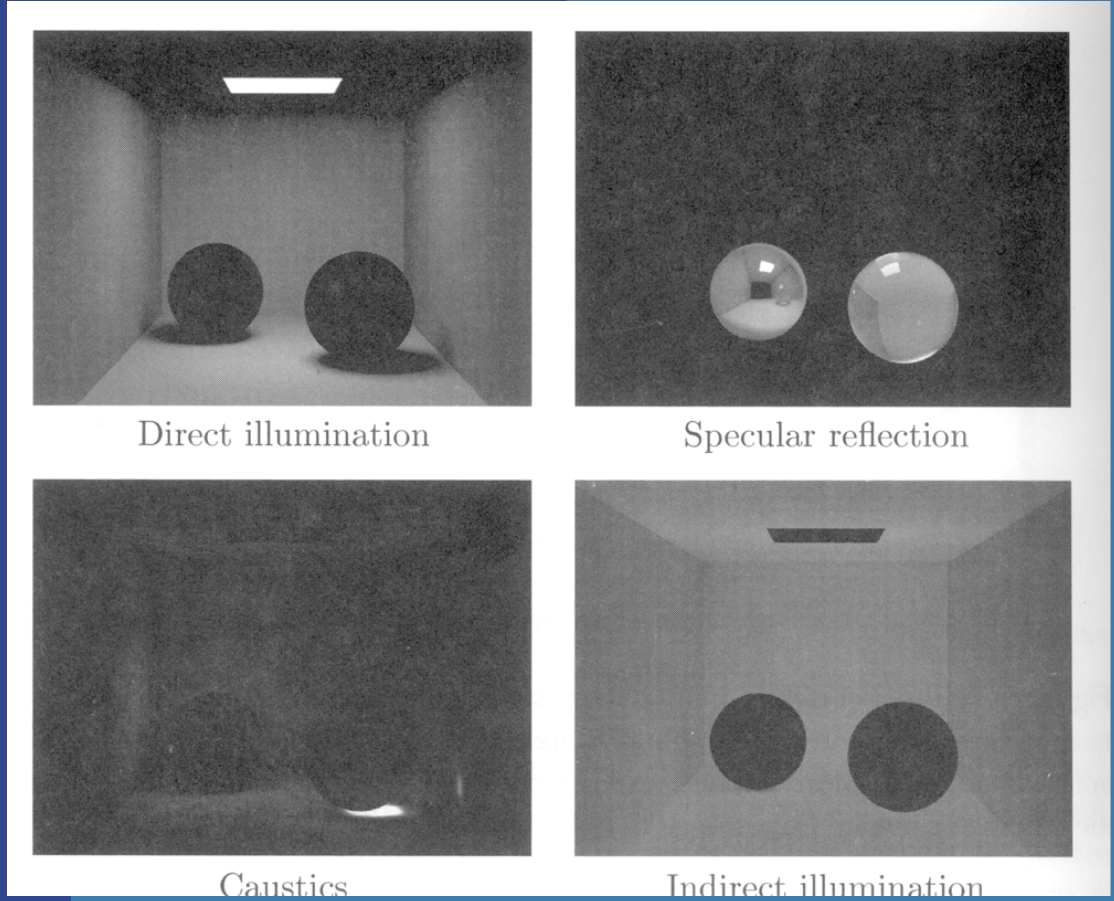 Direct illumination
Specular reflection
Caustics
Indirect illumination